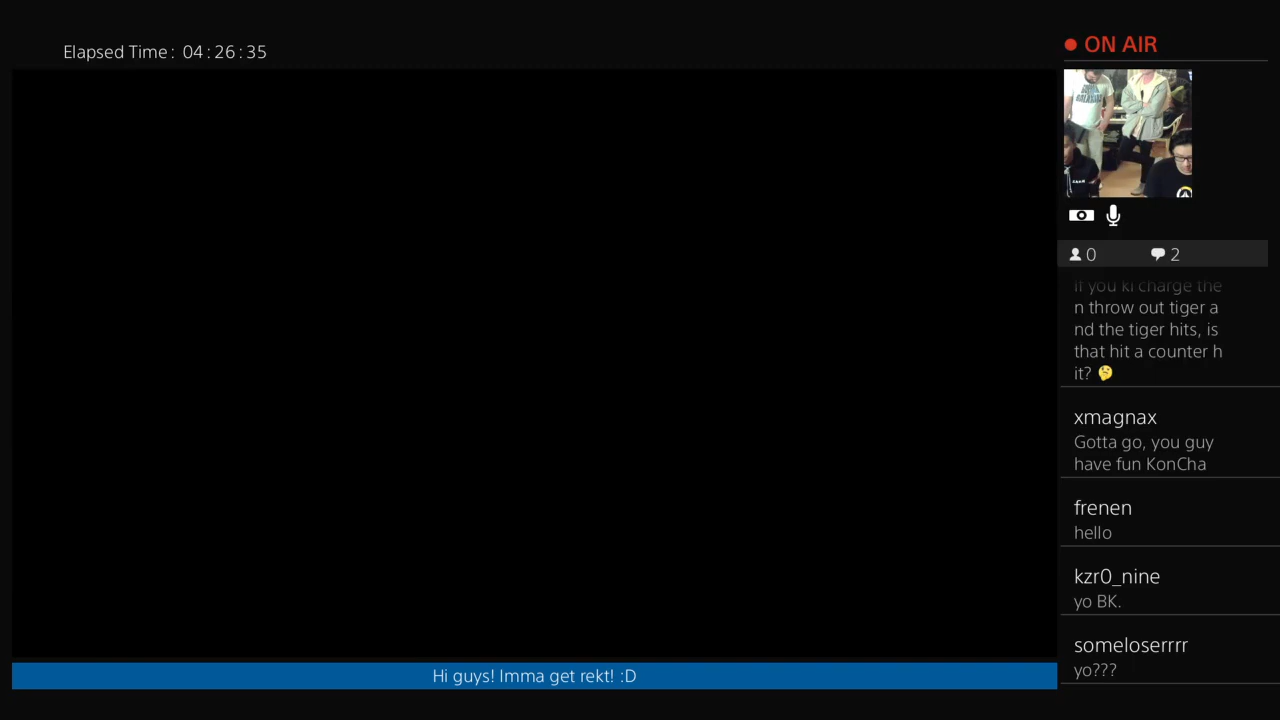 Elapsed Time: 04:26:35
ON AIR
0
2
If you ki charge the
n throw out tiger a
nd the tiger hits, is
that hit a counter h
it? 🤔
xmagnax
Gotta go, you guy
have fun KonCha
frenen
hello
kzr0_nine
yo BK.
someloserrrr
yo???
Hi guys! Imma get rekt! :D